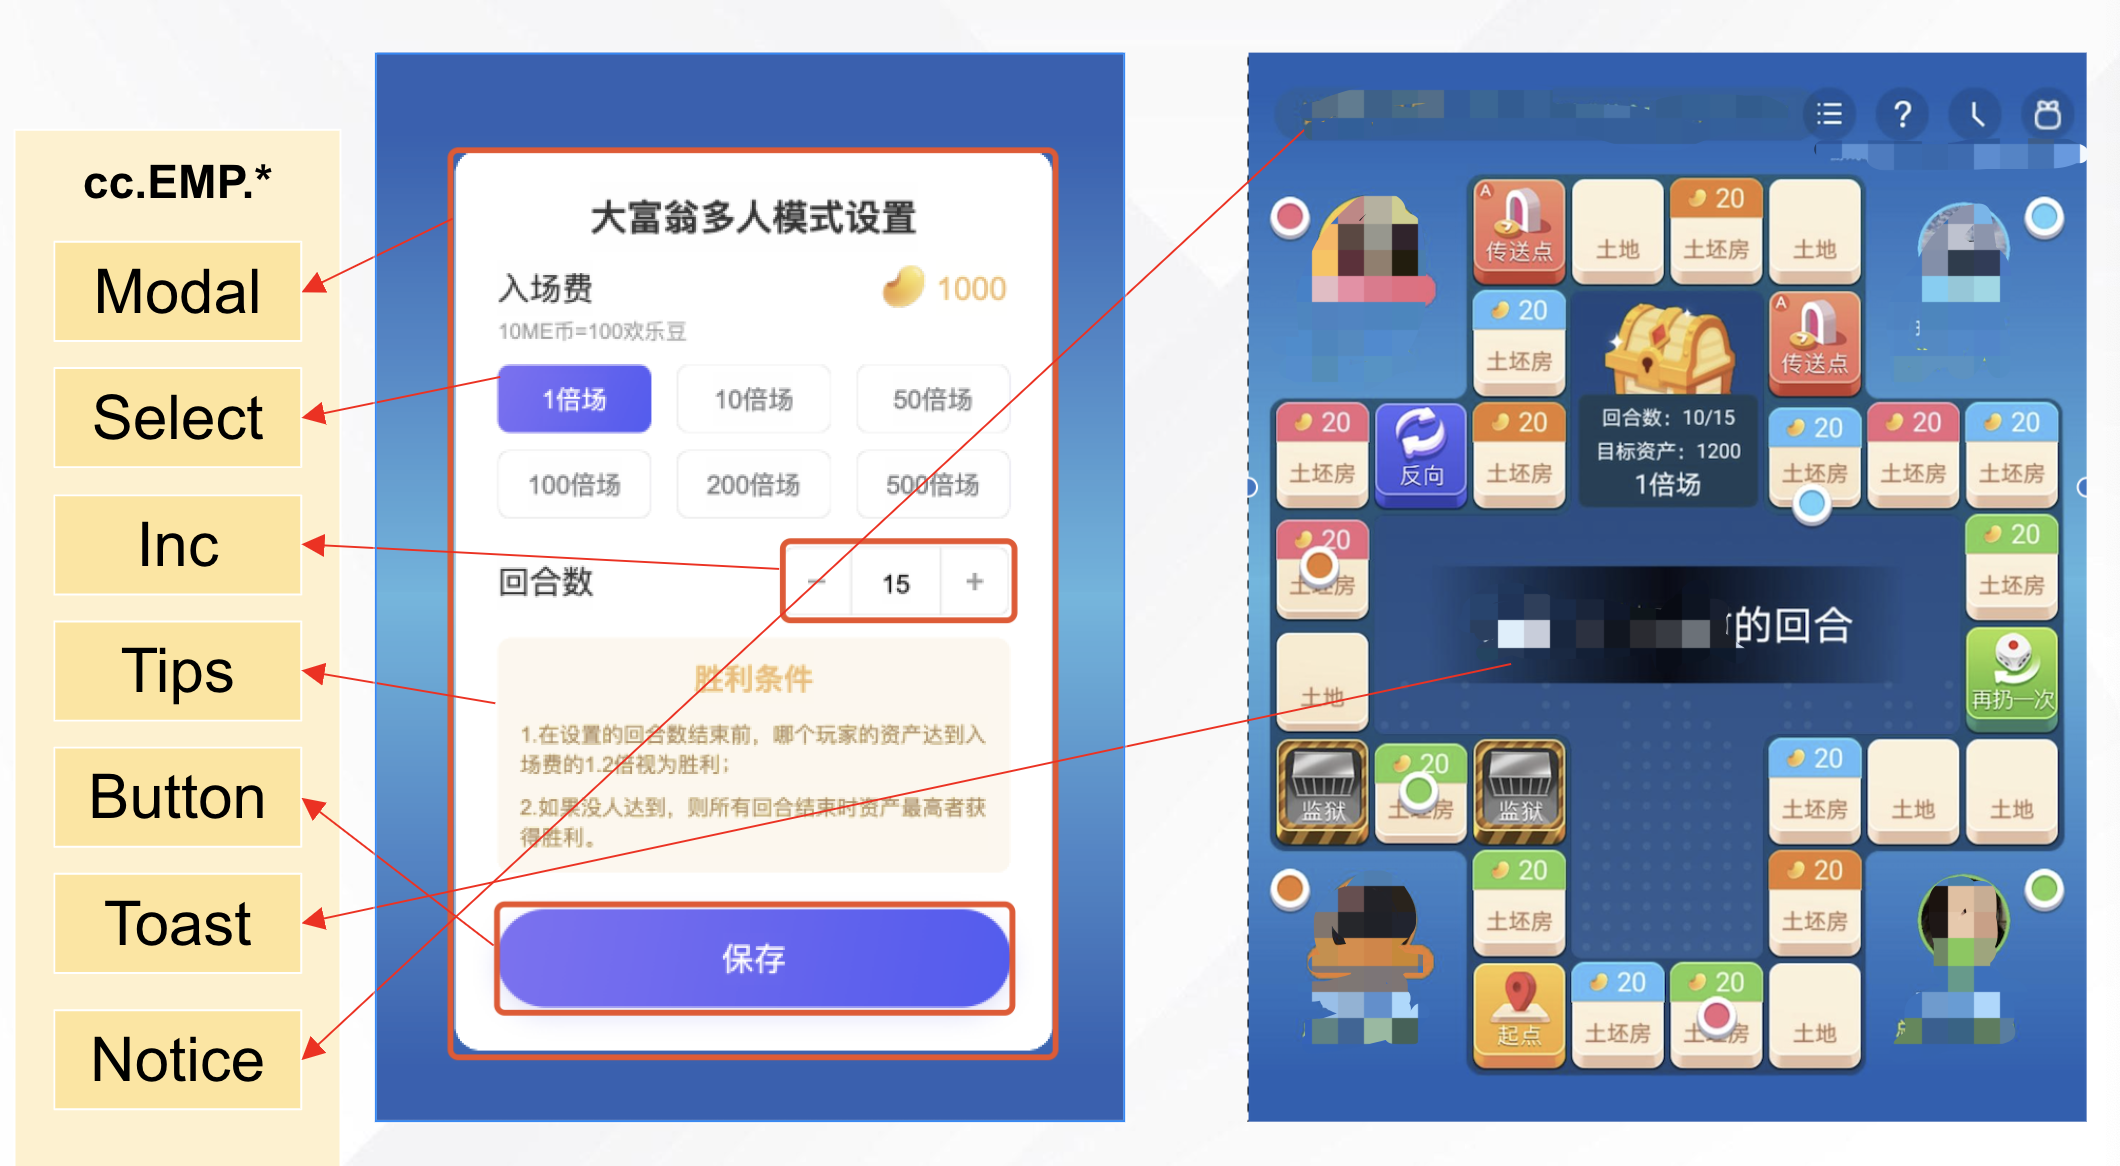 cc.EMP.*
Modal
Select
Inc
Tips
Button
Toast
Notice
大富翁多人模式设置
入场费
1000
10ME币=100欢乐豆
1倍场
10倍场
50倍场
100倍场
200倍场
500倍场
回合数
−
15
+
胜利条件
1.在设置的回合数结束前，哪个玩家的资产达到入
场费的1.2倍视为胜利；
2.如果没人达到，则所有回合结束时资产最高者获
得胜利。
保存
?
A
传送点
土地
20
土坯房
土地
20
土坯房
A
传送点
20
土坯房
反向
20
土坯房
回合数：10/15
目标资产：1200
1倍场
20
土坯房
20
土坯房
20
土坯房
20
土坯房
20
土坯房
的回合
土地
再扔一次
监狱
20
土坯房
监狱
20
土坯房
土地
土地
20
土坯房
20
土坯房
起点
20
土坯房
20
土坯房
土地